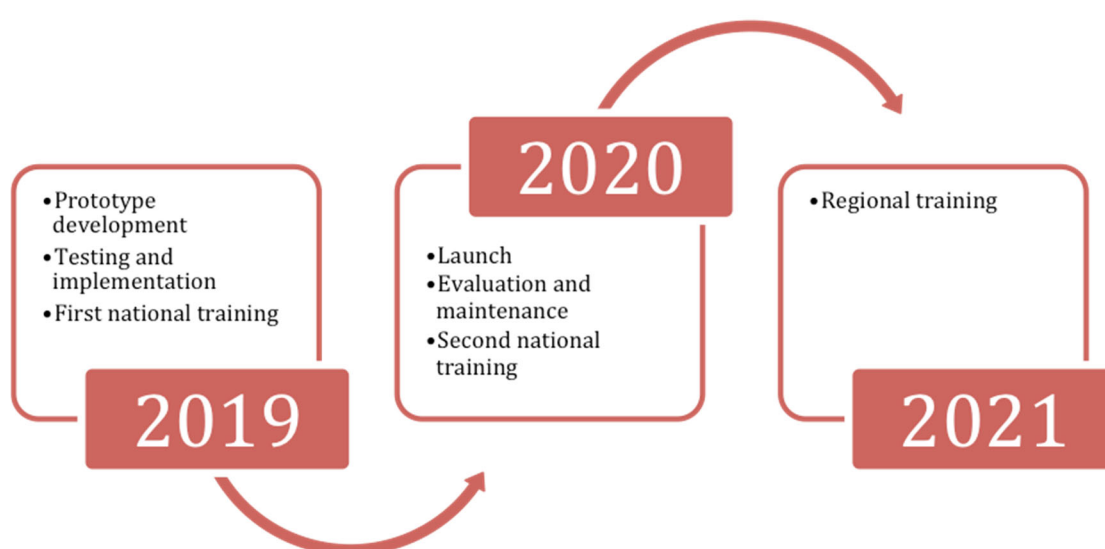 •Prototype
development
•Testing and
implementation
•First national training
2019
2020
•Launch
•Evaluation and
maintenance
•Second national
training
•Regional training
2021